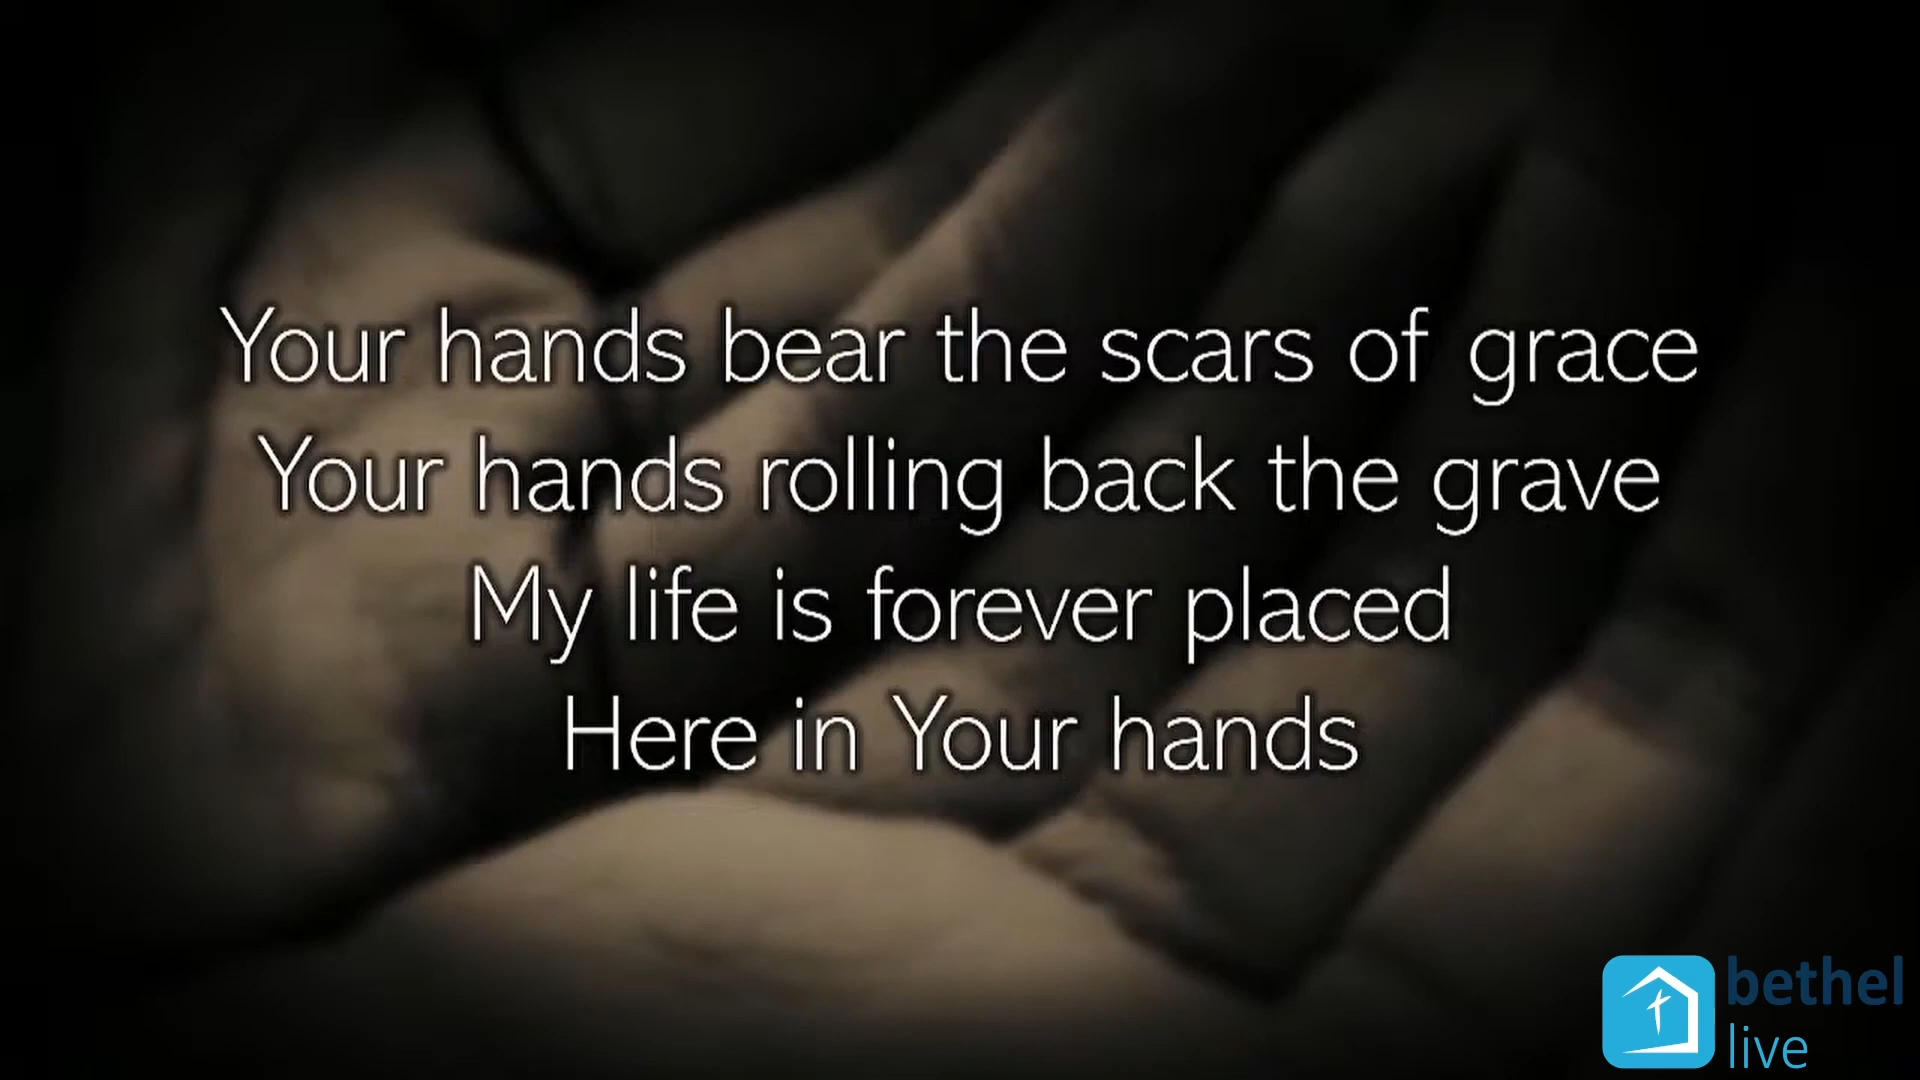 Your hands bear the scars of grace
Your hands rolling back the grave
My life is forever placed
Here in Your hands
bethel
live